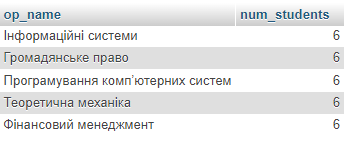 op_name num_students
Інформаційні системи 6
Громадянське право 6
Програмування комп'ютерних систем 6
Теоретична механіка 6
Фінансовий менеджмент 6